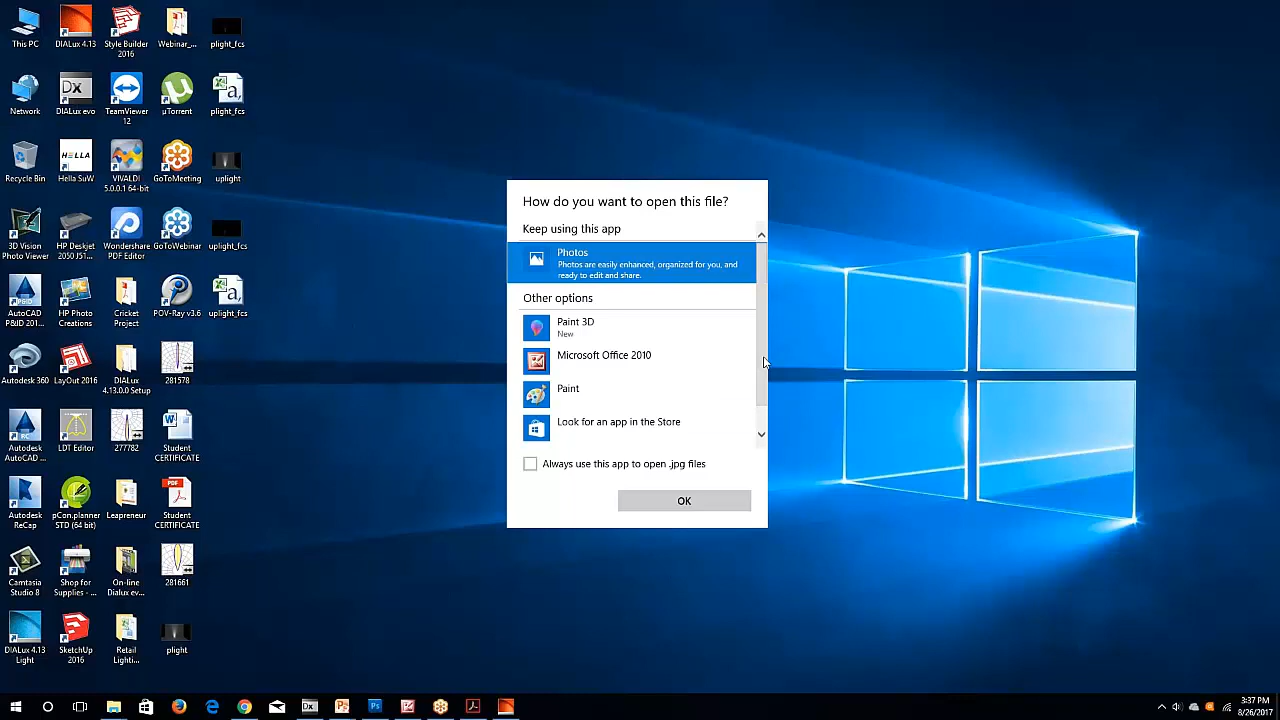 This PC
DIALux 4.13
Style Builder
2016
Webinar_...
plight_fcs
Network
DIALux evo
TeamViewer
12
µTorrent
plight_fcs
Recycle Bin
HELLA
Hella SuW
VIVALDI
5.0.0.1 64-bit
GoToMeeting
uplight
3D Vision
Photo Viewer
HP Deskjet
2050 J51...
Wondershare
PDF Editor
GoToWebinar
uplight_fcs
AutoCAD
P&ID 201...
HP Photo
Creations
Cricket
Project
POV-Ray v3.6
uplight_fcs
Autodesk 360
LayOut 2016
DIALux
4.13.0.0 Setup
281578
Autodesk
AutoCAD ...
LDT Editor
277782
Student
CERTIFICATE
Autodesk
ReCap
pCon.planner
STD (64 bit)
Leapreneur
Student
CERTIFICATE
Camtasia
Studio 8
Shop for
Supplies - ...
On-line
Dialux ev...
281661
DIALux 4.13
Light
SketchUp
2016
Retail
Lighti...
plight
How do you want to open this file?
Keep using this app
Photos
Photos are easily enhanced, organized for you, and
ready to edit and share.
Other options
Paint 3D
New
Microsoft Office 2010
Paint
Look for an app in the Store
Always use this app to open .jpg files
OK
3:37 PM
8/26/2017